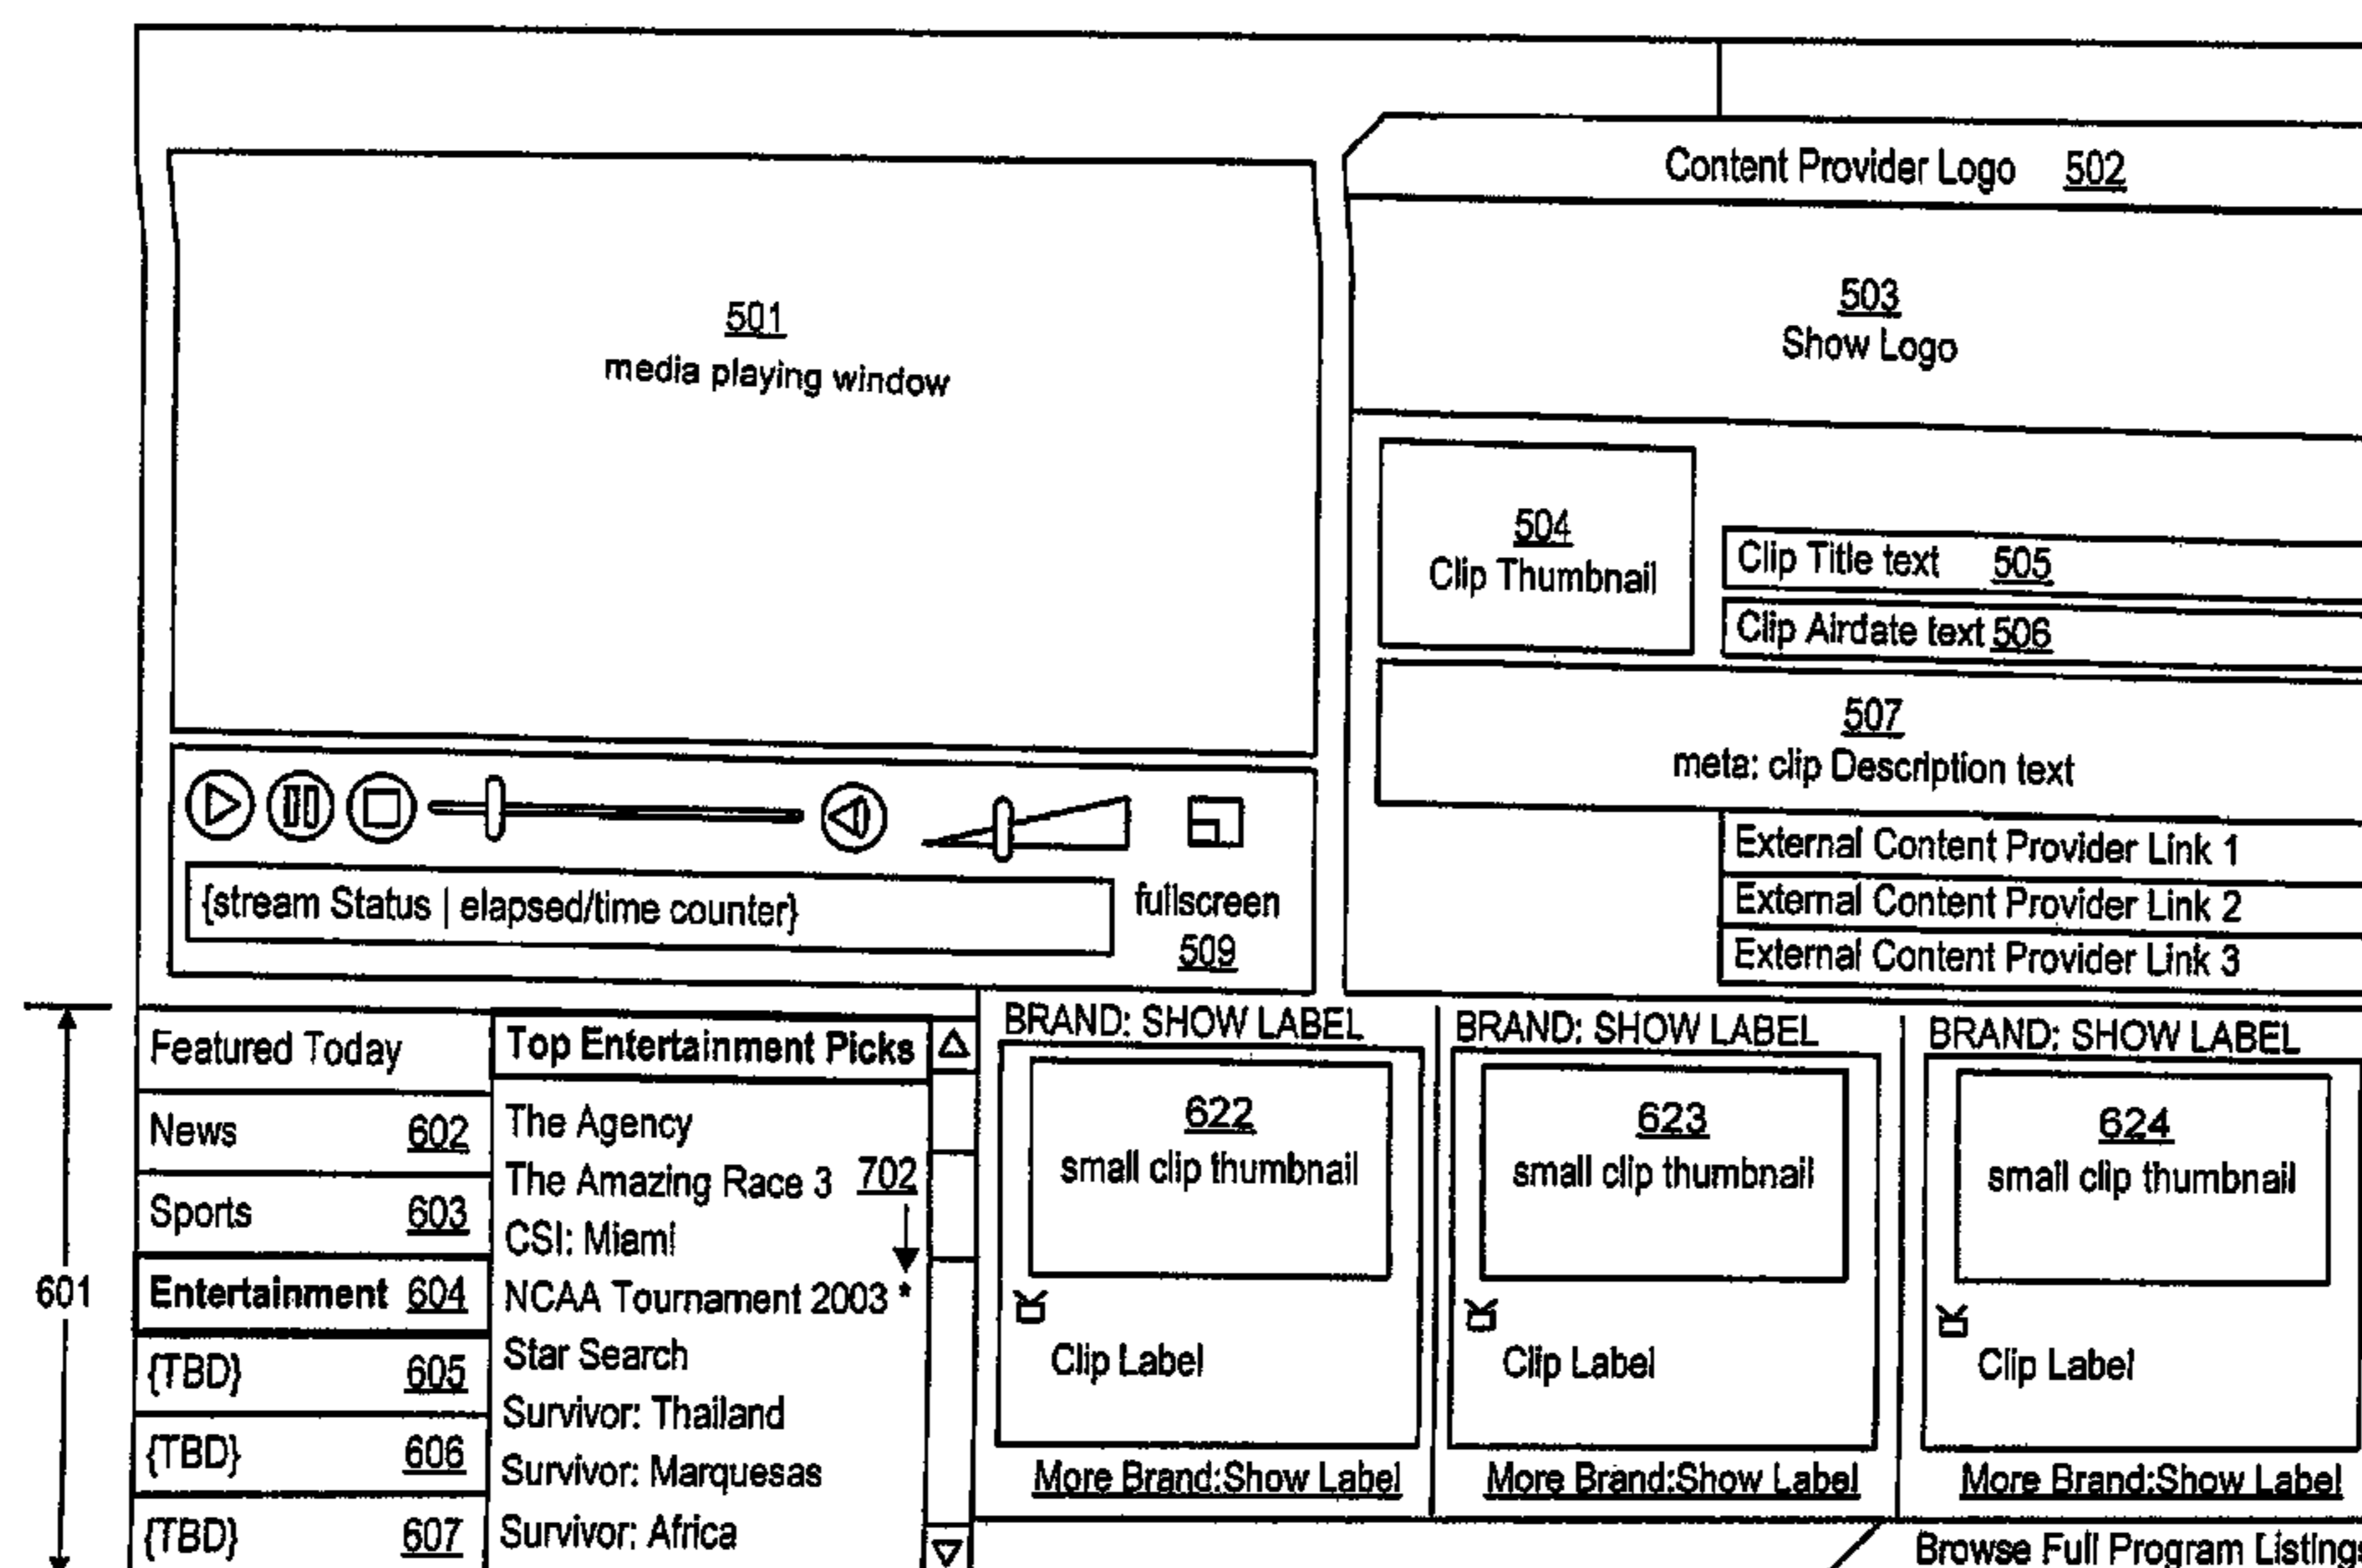 Content Provider Logo 502
501
media playing window
503
Show Logo
504
Clip Thumbnail
Clip Title text 505
Clip Airdate text 506
507
meta: clip Description text
External Content Provider Link 1
External Content Provider Link 2
External Content Provider Link 3
{stream Status | elapsed/time counter}
fullscreen
509
601
Featured Today
News 602
Sports 603
Entertainment 604
{TBD} 605
{TBD} 606
{TBD} 607
Top Entertainment Picks
The Agency
The Amazing Race 3 702
CSI: Miami
NCAA Tournament 2003 *
Star Search
Survivor: Thailand
Survivor: Marquesas
Survivor: Africa
BRAND: SHOW LABEL
622
small clip thumbnail
Clip Label
More Brand:Show Label
BRAND: SHOW LABEL
623
small clip thumbnail
Clip Label
More Brand:Show Label
BRAND: SHOW LABEL
624
small clip thumbnail
Clip Label
More Brand:Show Label
Browse Full Program Listings